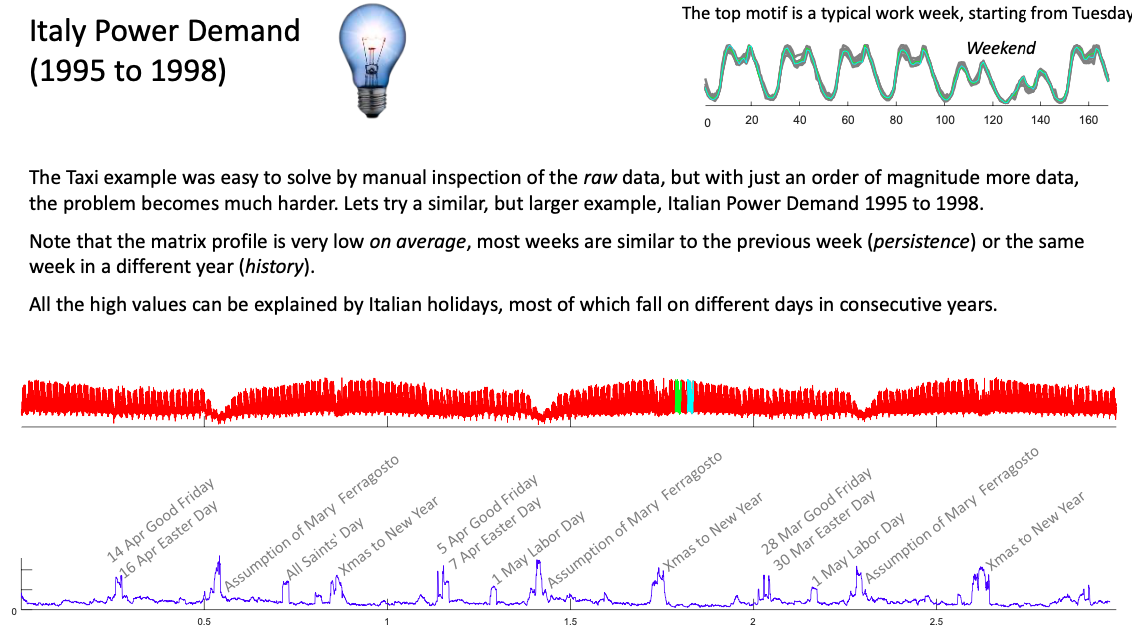 Italy Power Demand
(1995 to 1998)
The top motif is a typical work week, starting from Tuesday
Weekend
0 20 40 60 80 100 120 140 160
The Taxi example was easy to solve by manual inspection of the raw data, but with just an order of magnitude more data,
the problem becomes much harder. Lets try a similar, but larger example, Italian Power Demand 1995 to 1998.
Note that the matrix profile is very low on average, most weeks are similar to the previous week (persistence) or the same
week in a different year (history).
All the high values can be explained by Italian holidays, most of which fall on different days in consecutive years.
14 Apr Good Friday
16 Apr Easter Day
Assumption of Mary Ferragosto
All Saints' Day
Xmas to New Year
5 Apr Good Friday
7 Apr Easter Day
1 May Labor Day
Assumption of Mary Ferragosto
Xmas to New Year
28 Mar Good Friday
30 Mar Easter Day
1 May Labor Day
Assumption of Mary Ferragosto
Xmas to New Year
0
0.5 1 1.5 2 2.5